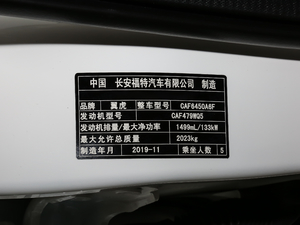 中国 长安福特汽车有限公司 制造
品牌 翼虎 整车型号 CAF6450A6F
发动机型号 CAF479WQ5
发动机排量/最大净功率 1499mL/133kW
最大允许总质量 2023kg
制造年月 2019-11 乘坐人数 5